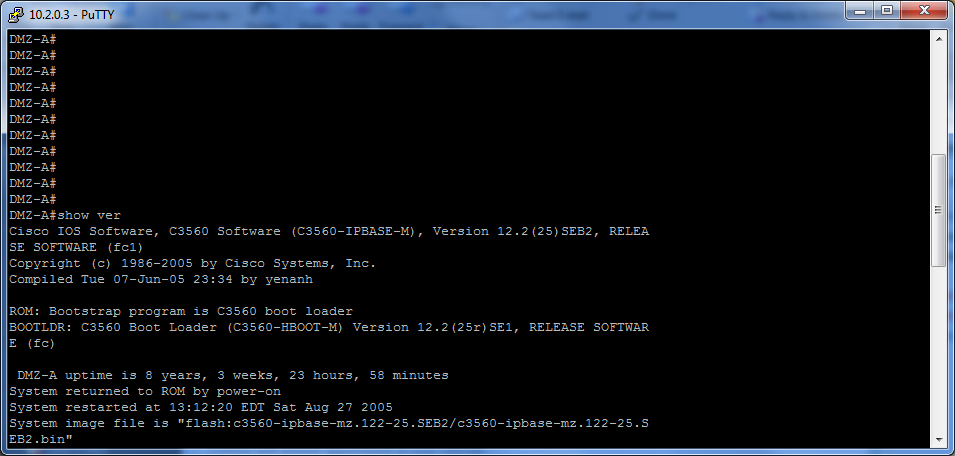 10.2.0.3 - PuTTY
DMZ-A#
DMZ-A#
DMZ-A#
DMZ-A#
DMZ-A#
DMZ-A#
DMZ-A#
DMZ-A#
DMZ-A#
DMZ-A#
DMZ-A#
DMZ-A#show ver
Cisco IOS Software, C3560 Software (C3560-IPBASE-M), Version 12.2(25)SEB2, RELEA
SE SOFTWARE (fc1)
Copyright (c) 1986-2005 by Cisco Systems, Inc.
Compiled Tue 07-Jun-05 23:34 by yenanh
ROM: Bootstrap program is C3560 boot loader
BOOTLDR: C3560 Boot Loader (C3560-HBOOT-M) Version 12.2(25r)SE1, RELEASE SOFTWAR
E (fc)
DMZ-A uptime is 8 years, 3 weeks, 23 hours, 58 minutes
System returned to ROM by power-on
System restarted at 13:12:20 EDT Sat Aug 27 2005
System image file is "flash:c3560-ipbase-mz.122-25.SEB2/c3560-ipbase-mz.122-25.S
EB2.bin"